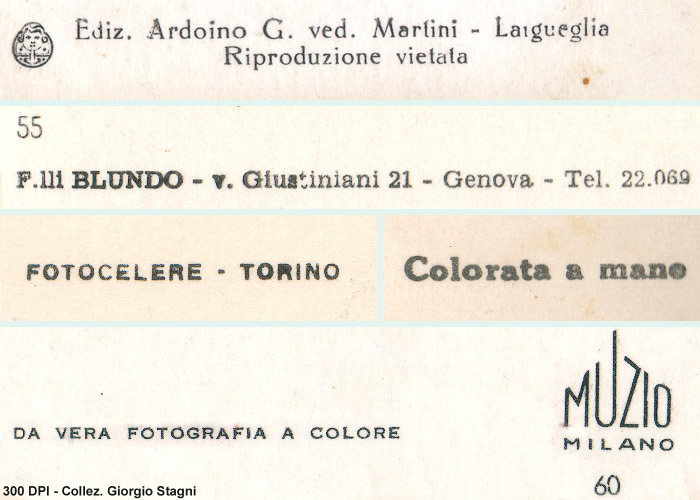 Ediz. Ardoino G. ved. Martini - Laigueglia
Riproduzione vietata
55
F.lli BLUNDO - v. Giustiniani 21 - Genova - Tel. 22.069
FOTOCELERE - TORINO
Colorata a mano
DA VERA FOTOGRAFIA A COLORE
MUZIO
MILANO
60
300 DPI - Collez. Giorgio Stagni